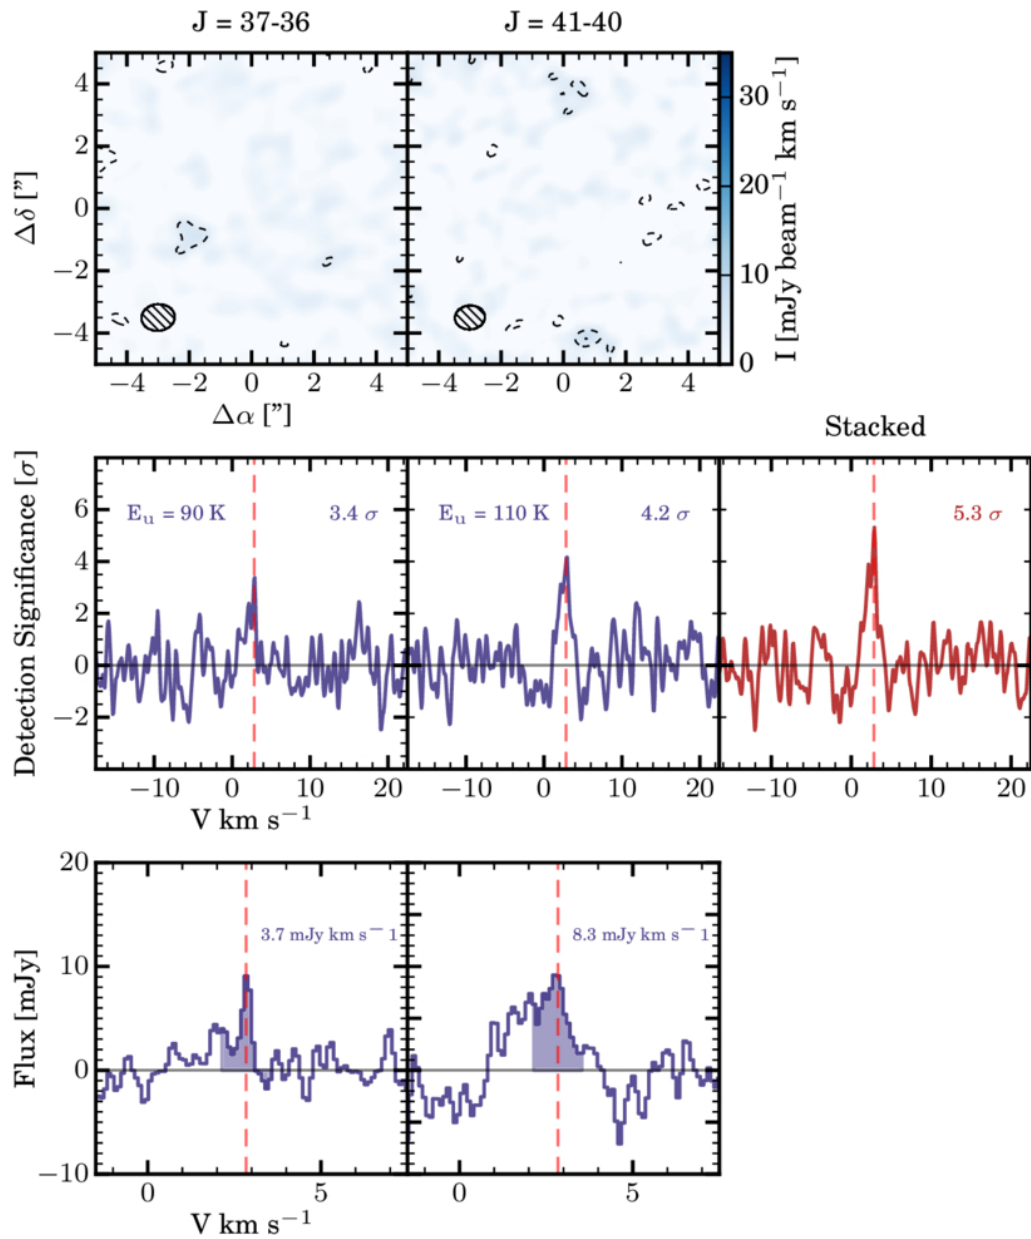 J = 37-36 J = 41-40
4
2
0
−2
−4
Δδ ["]
−4 −2 0 2 4 −4 −2 0 2 4
Δα ["]
30
20
10
0
I [mJy beam⁻¹ km s⁻¹]
Stacked
Detection Significance [σ]
6
4
2
0
−2
Eᵤ = 90 K 3.4 σ Eᵤ = 110 K 4.2 σ 5.3 σ
−10 0 10 20 −10 0 10 20 −10 0 10 20
V km s⁻¹
Flux [mJy]
20
10
0
−10
3.7 mJy km s⁻ 1 8.3 mJy km s⁻ 1
0 5 0 5
V km s⁻¹